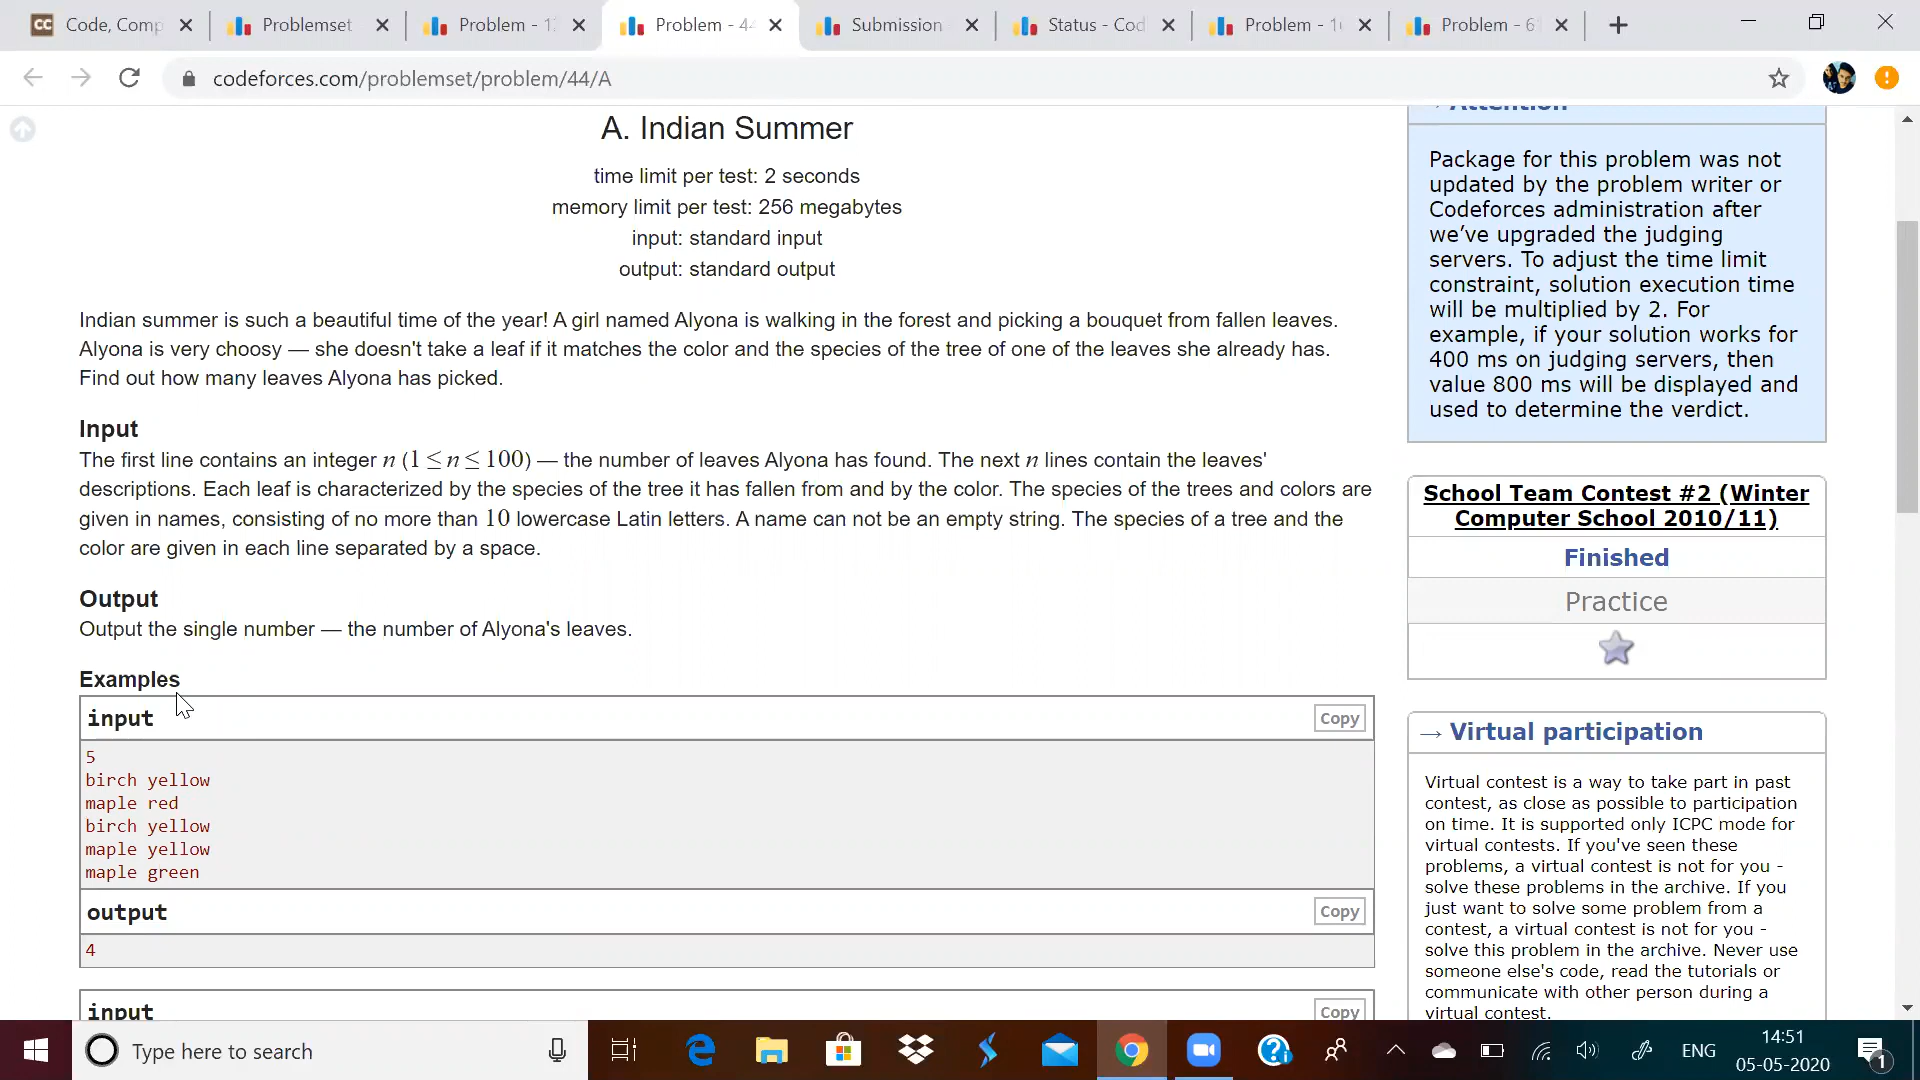 Code, Comp
Problemset
Problem - 1
Problem - 44
Submission
Status - Cod
Problem - 1
Problem - 6
codeforces.com/problemset/problem/44/A
A. Indian Summer
time limit per test: 2 seconds
memory limit per test: 256 megabytes
input: standard input
output: standard output
Indian summer is such a beautiful time of the year! A girl named Alyona is walking in the forest and picking a bouquet from fallen leaves.
Alyona is very choosy — she doesn't take a leaf if it matches the color and the species of the tree of one of the leaves she already has.
Find out how many leaves Alyona has picked.
Input
The first line contains an integer n (1 ≤ n ≤ 100) — the number of leaves Alyona has found. The next n lines contain the leaves'
descriptions. Each leaf is characterized by the species of the tree it has fallen from and by the color. The species of the trees and colors are
given in names, consisting of no more than 10 lowercase Latin letters. A name can not be an empty string. The species of a tree and the
color are given in each line separated by a space.
Output
Output the single number — the number of Alyona's leaves.
Examples
input
Copy
5
birch yellow
maple red
birch yellow
maple yellow
maple green
output
Copy
4
input
Copy
→ Attention
Package for this problem was not
updated by the problem writer or
Codeforces administration after
we’ve upgraded the judging
servers. To adjust the time limit
constraint, solution execution time
will be multiplied by 2. For
example, if your solution works for
400 ms on judging servers, then
value 800 ms will be displayed and
used to determine the verdict.
School Team Contest #2 (Winter
Computer School 2010/11)
Finished
Practice
→ Virtual participation
Virtual contest is a way to take part in past
contest, as close as possible to participation
on time. It is supported only ICPC mode for
virtual contests. If you've seen these
problems, a virtual contest is not for you -
solve these problems in the archive. If you
just want to solve some problem from a
contest, a virtual contest is not for you -
solve this problem in the archive. Never use
someone else's code, read the tutorials or
communicate with other person during a
virtual contest.
Type here to search
ENG
14:51
05-05-2020
1